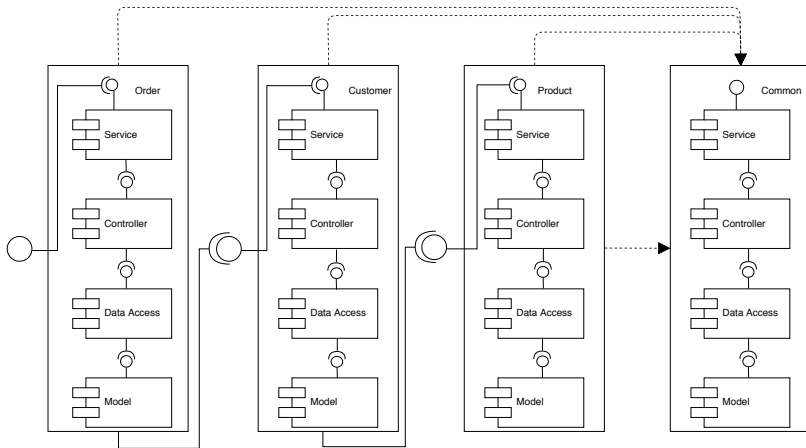 Order
Service
Controller
Data Access
Model
Customer
Service
Controller
Data Access
Model
Product
Service
Controller
Data Access
Model
Common
Service
Controller
Data Access
Model